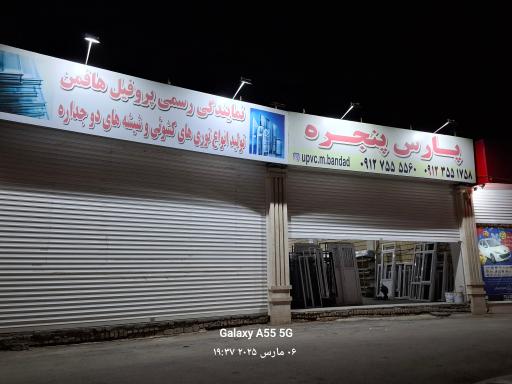 نمایندگی رسمی پروفیل هافمن
تولید انواع توری های کشوئی و شیشه های دو جداره
پارس پنجره
upvc.m.bandad
۰۹۱۲ ۷۵۵ ۵۵۶۰ ۰۹۱۲ ۳۵۵ ۱۷۵۸
Galaxy A55 5G
۰۶ مارس ۲۰۲۵ ۱۹:۳۷